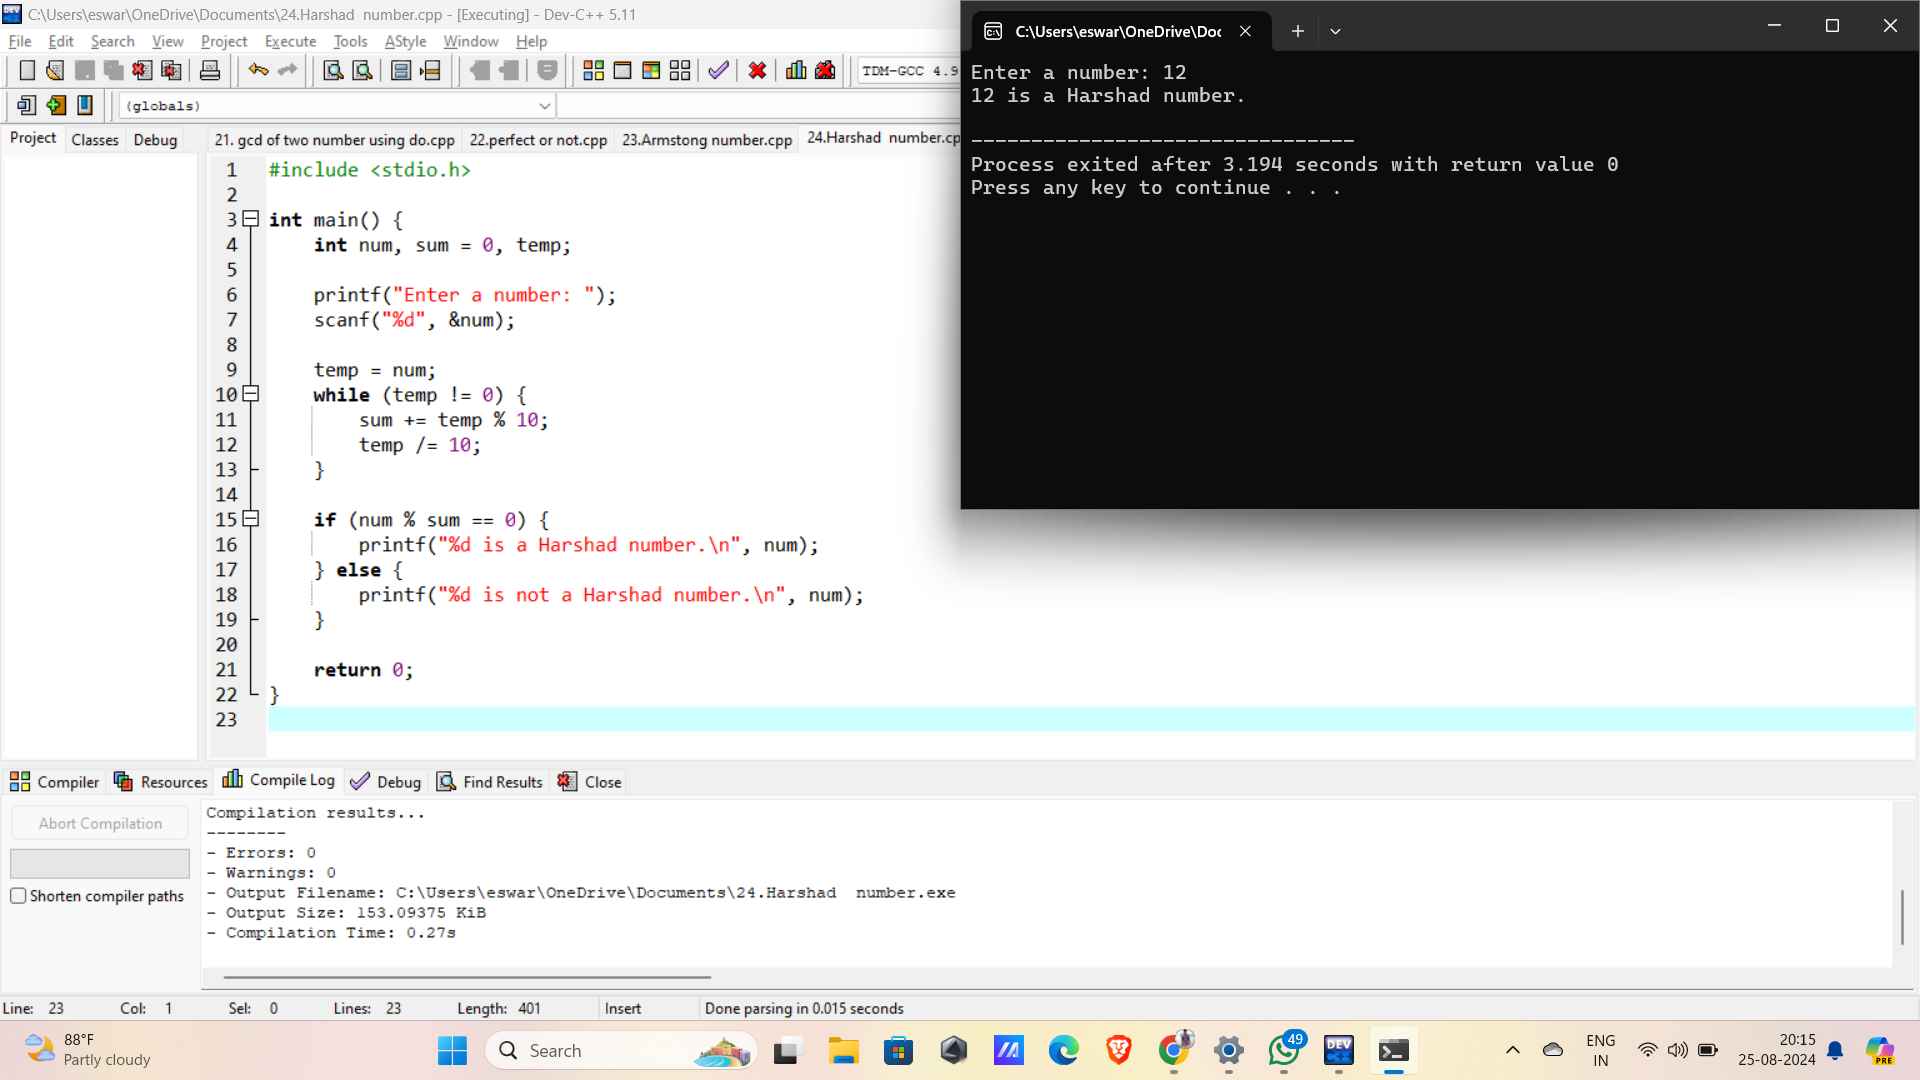 C:\Users\eswar\OneDrive\Documents\24.Harshad  number.cpp - [Executing] - Dev-C++ 5.11
File Edit Search View Project Execute Tools AStyle Window Help
TDM-GCC 4.9
(globals)
Project Classes Debug
21. gcd of two number using do.cpp 22.perfect or not.cpp 23.Armstong number.cpp 24.Harshad  number.cp
1 #include <stdio.h>
2
3 int main() {
4     int num, sum = 0, temp;
5
6     printf("Enter a number: ");
7     scanf("%d", &num);
8
9     temp = num;
10     while (temp != 0) {
11         sum += temp % 10;
12         temp /= 10;
13     }
14
15     if (num % sum == 0) {
16         printf("%d is a Harshad number.\n", num);
17     } else {
18         printf("%d is not a Harshad number.\n", num);
19     }
20
21     return 0;
22 }
23
C:\Users\eswar\OneDrive\Doc
Enter a number: 12
12 is a Harshad number.
--------------------------------
Process exited after 3.194 seconds with return value 0
Press any key to continue . . .
Compiler Resources Compile Log Debug Find Results Close
Abort Compilation
Shorten compiler paths
Compilation results...
--------
- Errors: 0
- Warnings: 0
- Output Filename: C:\Users\eswar\OneDrive\Documents\24.Harshad  number.exe
- Output Size: 153.09375 KiB
- Compilation Time: 0.27s
Line: 23 Col: 1 Sel: 0 Lines: 23 Length: 401 Insert Done parsing in 0.015 seconds
88°F
Partly cloudy
Search
49
DEV
C++
ENG
IN
20:15
25-08-2024
PRE